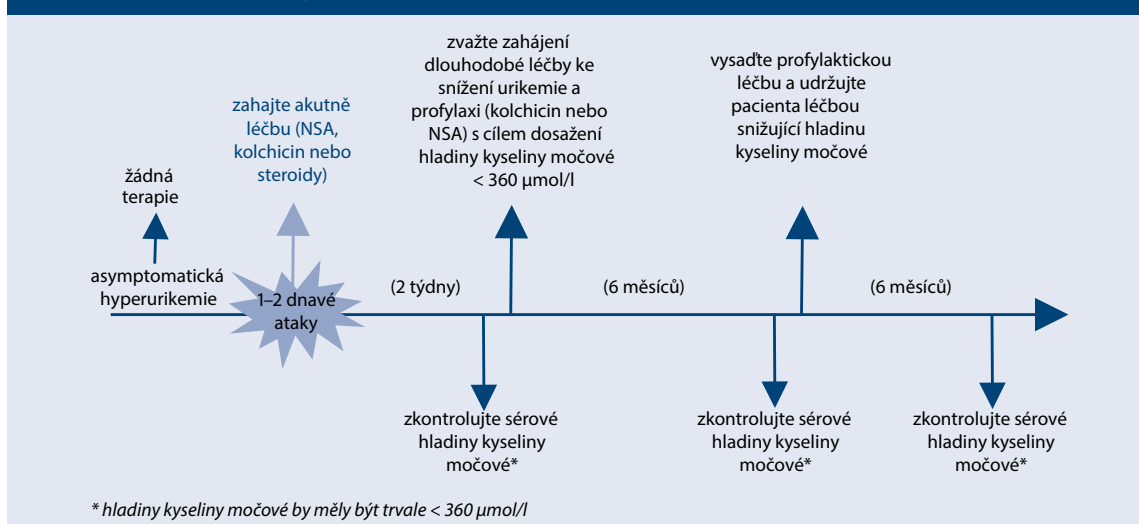 zvažte zahájení
dlouhodobé léčby ke
snížení urikemie a
profylaxi (kolchicin nebo
NSA) s cílem dosažení
hladiny kyseliny močové
< 360 µmol/l
vysaďte profylaktickou
léčbu a udržujte
pacienta léčbou
snižující hladinu
kyseliny močové
zahajte akutně
léčbu (NSA,
kolchicin nebo
steroidy)
žádná
terapie
asymptomatická
hyperurikemie
1–2 dnavé
ataky
(2 týdny)
(6 měsíců)
(6 měsíců)
zkontrolujte sérové
hladiny kyseliny
močové*
zkontrolujte sérové
hladiny kyseliny
močové*
zkontrolujte sérové
hladiny kyseliny
močové*
* hladiny kyseliny močové by měly být trvale < 360 µmol/l